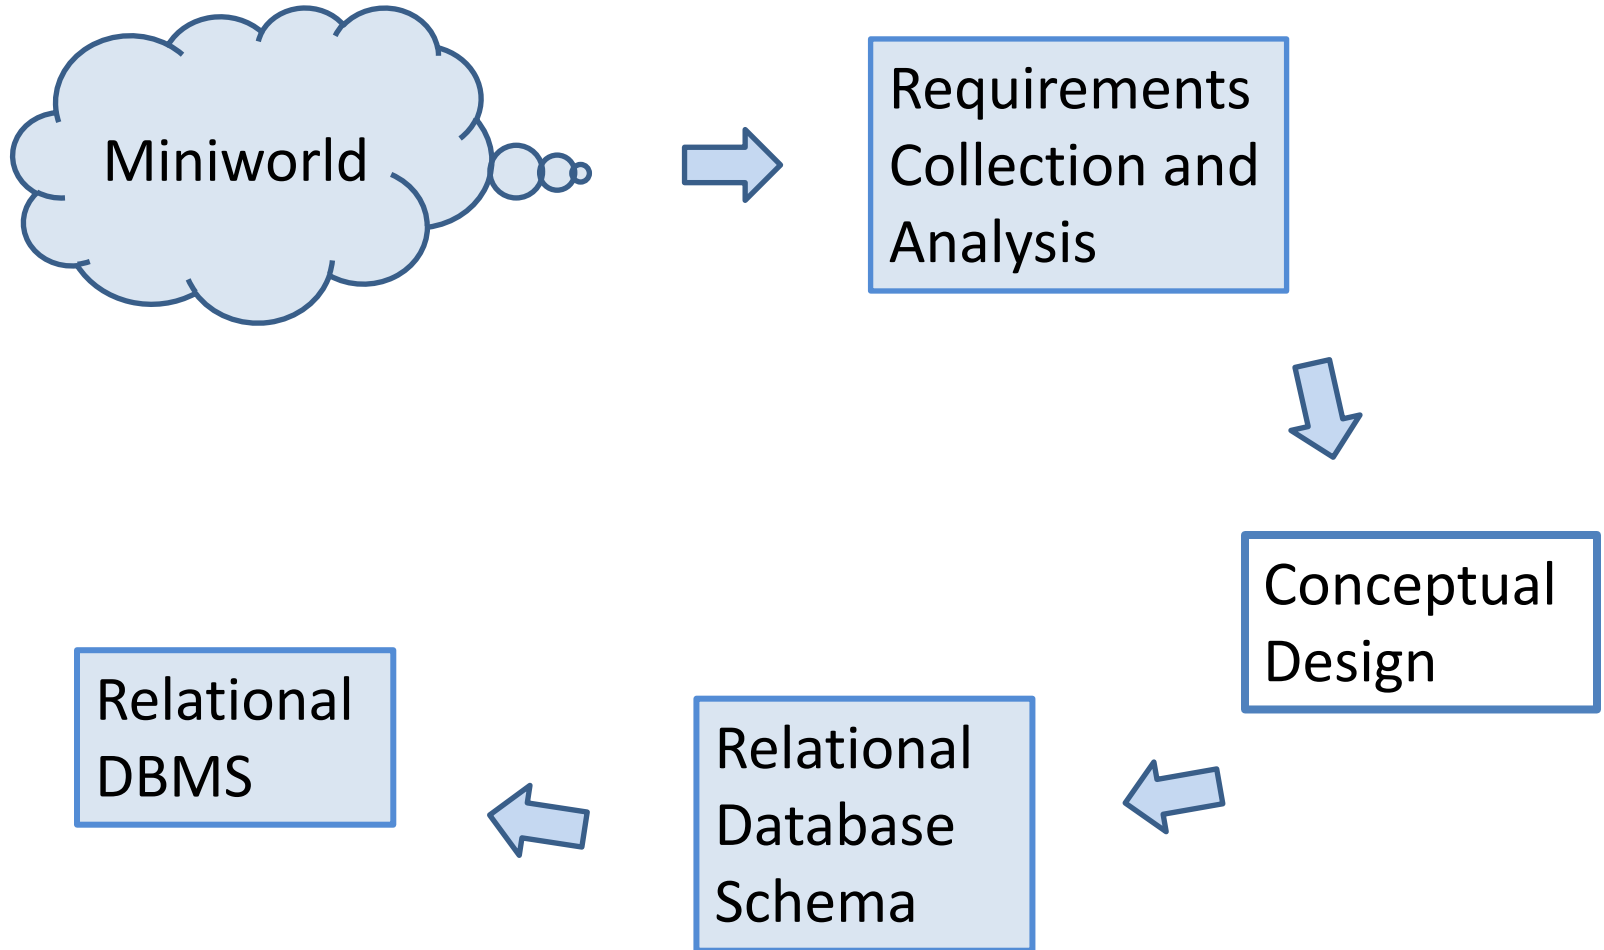 Miniworld
Requirements
Collection and
Analysis
Conceptual
Design
Relational
Database
Schema
Relational
DBMS